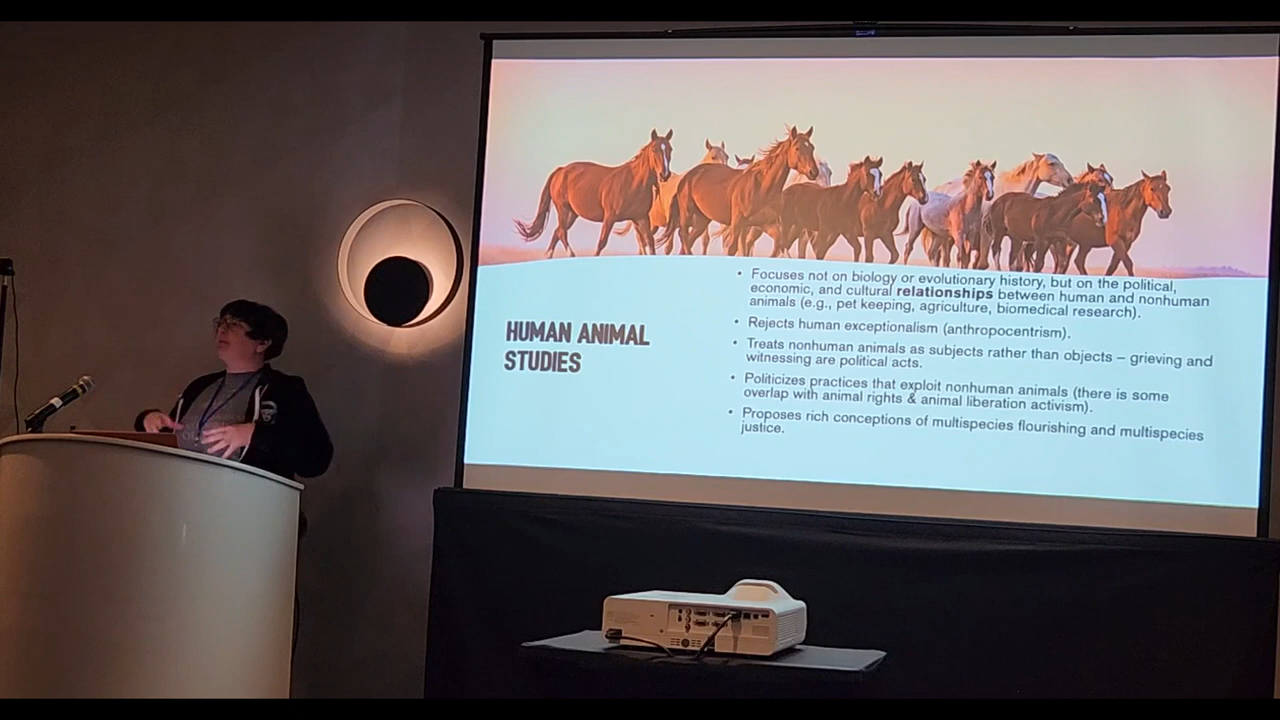 HUMAN ANIMAL
STUDIES
• Focuses not on biology or evolutionary history, but on the political,
economic, and cultural relationships between human and nonhuman
animals (e.g., pet keeping, agriculture, biomedical research).
• Rejects human exceptionalism (anthropocentrism).
• Treats nonhuman animals as subjects rather than objects – grieving and
witnessing are political acts.
• Politicizes practices that exploit nonhuman animals (there is some
overlap with animal rights & animal liberation activism).
• Proposes rich conceptions of multispecies flourishing and multispecies
justice.